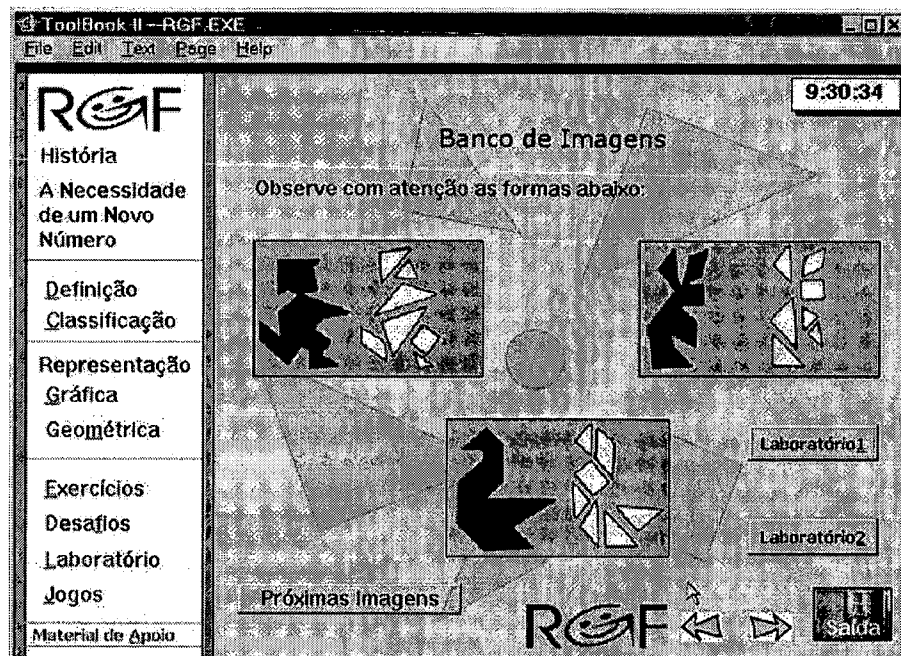 ToolBook II --RGF.EXE
File Edit Text Page Help
RGF
História
A Necessidade
de um Novo
Número
Definição
Classificação
Representação
Gráfica
Geométrica
Exercícios
Desafios
Laboratório
Jogos
Material de Apoio
9:30:34
Banco de Imagens
Observe com atenção as formas abaixo:
Laboratório1
Laboratório2
Próximas Imagens
RGF
Saída